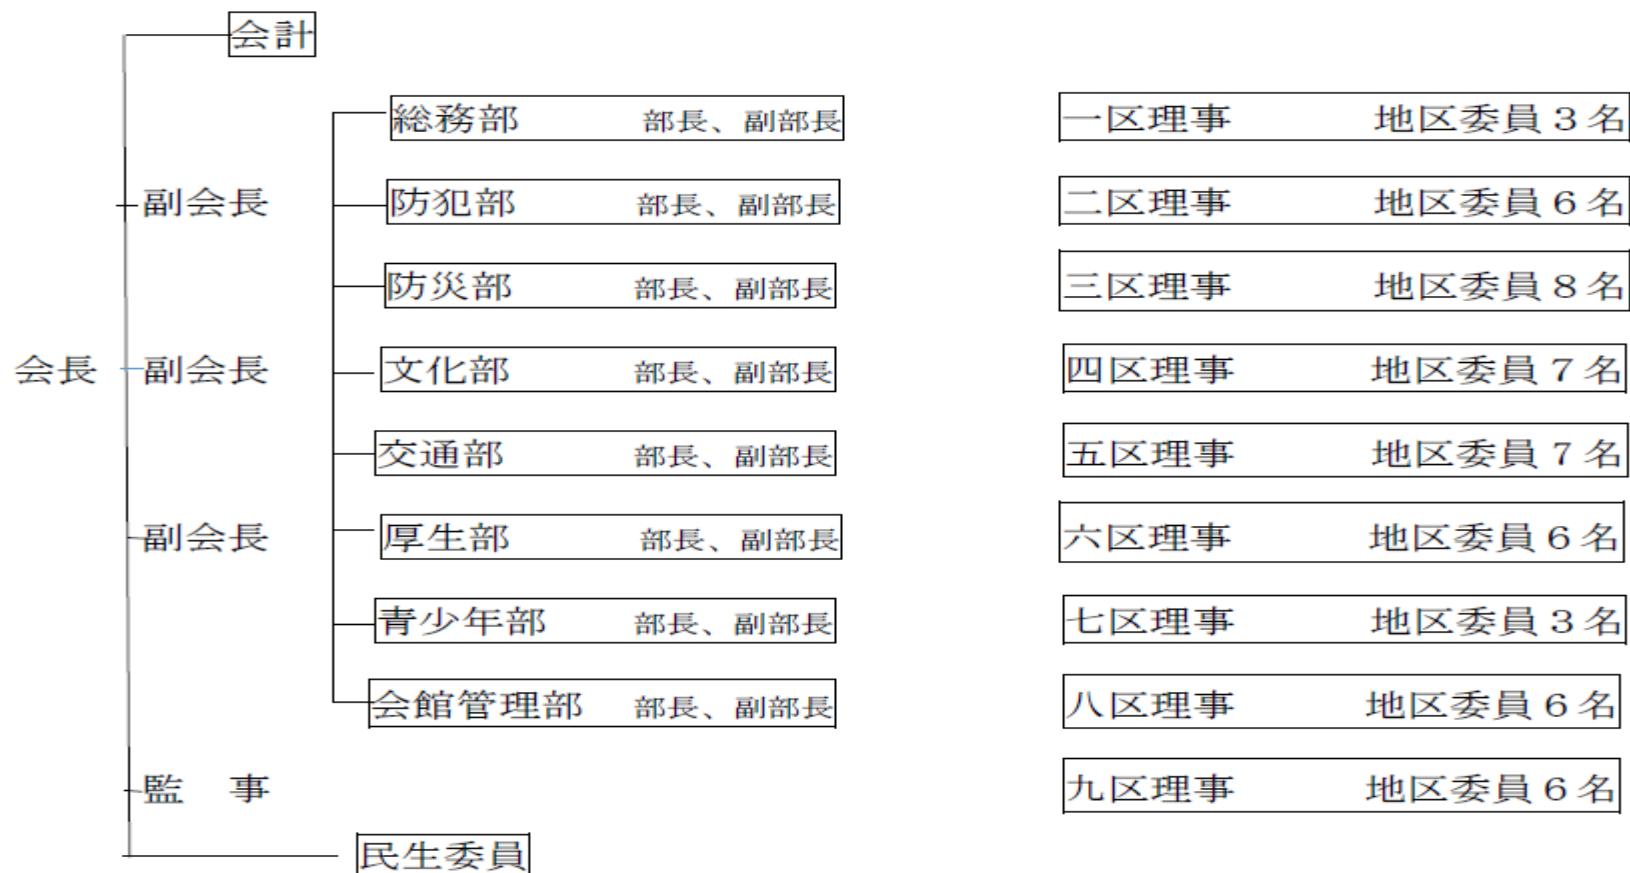 会計
総務部 部長、副部長 一区理事 地区委員３名
副会長 防犯部 部長、副部長 二区理事 地区委員６名
防災部 部長、副部長 三区理事 地区委員８名
会長 副会長 文化部 部長、副部長 四区理事 地区委員７名
交通部 部長、副部長 五区理事 地区委員７名
副会長 厚生部 部長、副部長 六区理事 地区委員６名
青少年部 部長、副部長 七区理事 地区委員３名
会館管理部 部長、副部長 八区理事 地区委員６名
監　事 九区理事 地区委員６名
民生委員